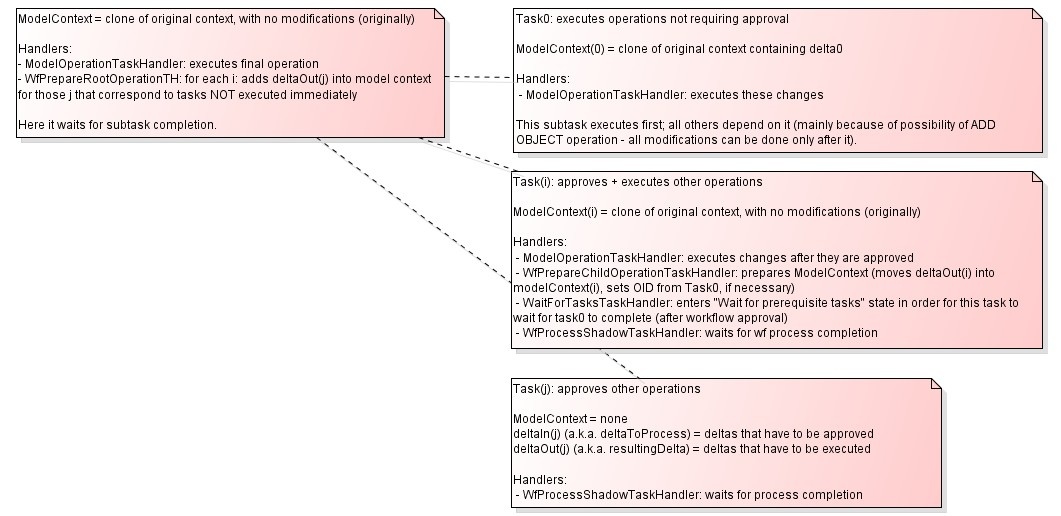 ModelContext = clone of original context, with no modifications (originally)
Handlers:
- ModelOperationTaskHandler: executes final operation
- WfPrepareRootOperationTH: for each i: adds deltaOut(j) into model context
for those j that correspond to tasks NOT executed immediately
Here it waits for subtask completion.
Task0: executes operations not requiring approval
ModelContext(0) = clone of original context containing delta0
Handlers:
- ModelOperationTaskHandler: executes these changes
This subtask executes first; all others depend on it (mainly because of possibility of ADD
OBJECT operation - all modifications can be done only after it).
Task(i): approves + executes other operations
ModelContext(i) = clone of original context, with no modifications (originally)
Handlers:
- ModelOperationTaskHandler: executes changes after they are approved
- WfPrepareChildOperationTaskHandler: prepares ModelContext (moves deltaOut(i) into
modelContext(i), sets OID from Task0, if necessary)
- WaitForTasksTaskHandler: enters "Wait for prerequisite tasks" state in order for this task to
wait for task0 to complete (after workflow approval)
- WfProcessShadowTaskHandler: waits for wf process completion
Task(j): approves other operations
ModelContext = none
deltaIn(j) (a.k.a. deltaToProcess) = deltas that have to be approved
deltaOut(j) (a.k.a. resultingDelta) = deltas that have to be executed
Handlers:
- WfProcessShadowTaskHandler: waits for process completion